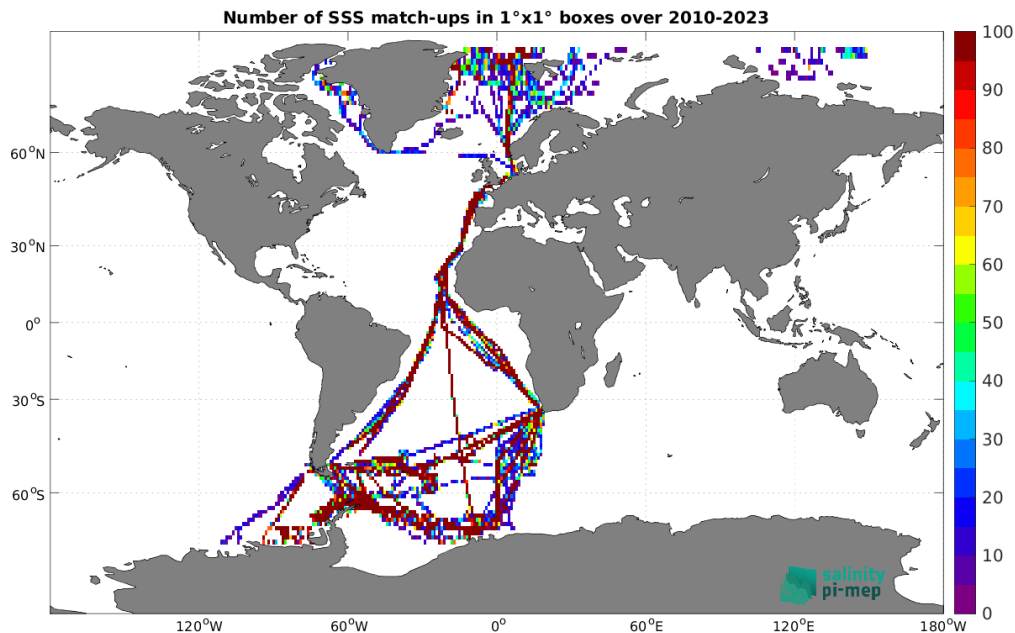 Number of SSS match-ups in 1°x1° boxes over 2010-2023
100
90
80
70
60
50
40
30
20
10
0
60°N
30°N
0°
30°S
60°S
120°W
60°W
0°E
60°E
120°E
180°W
salinity
pi-mep